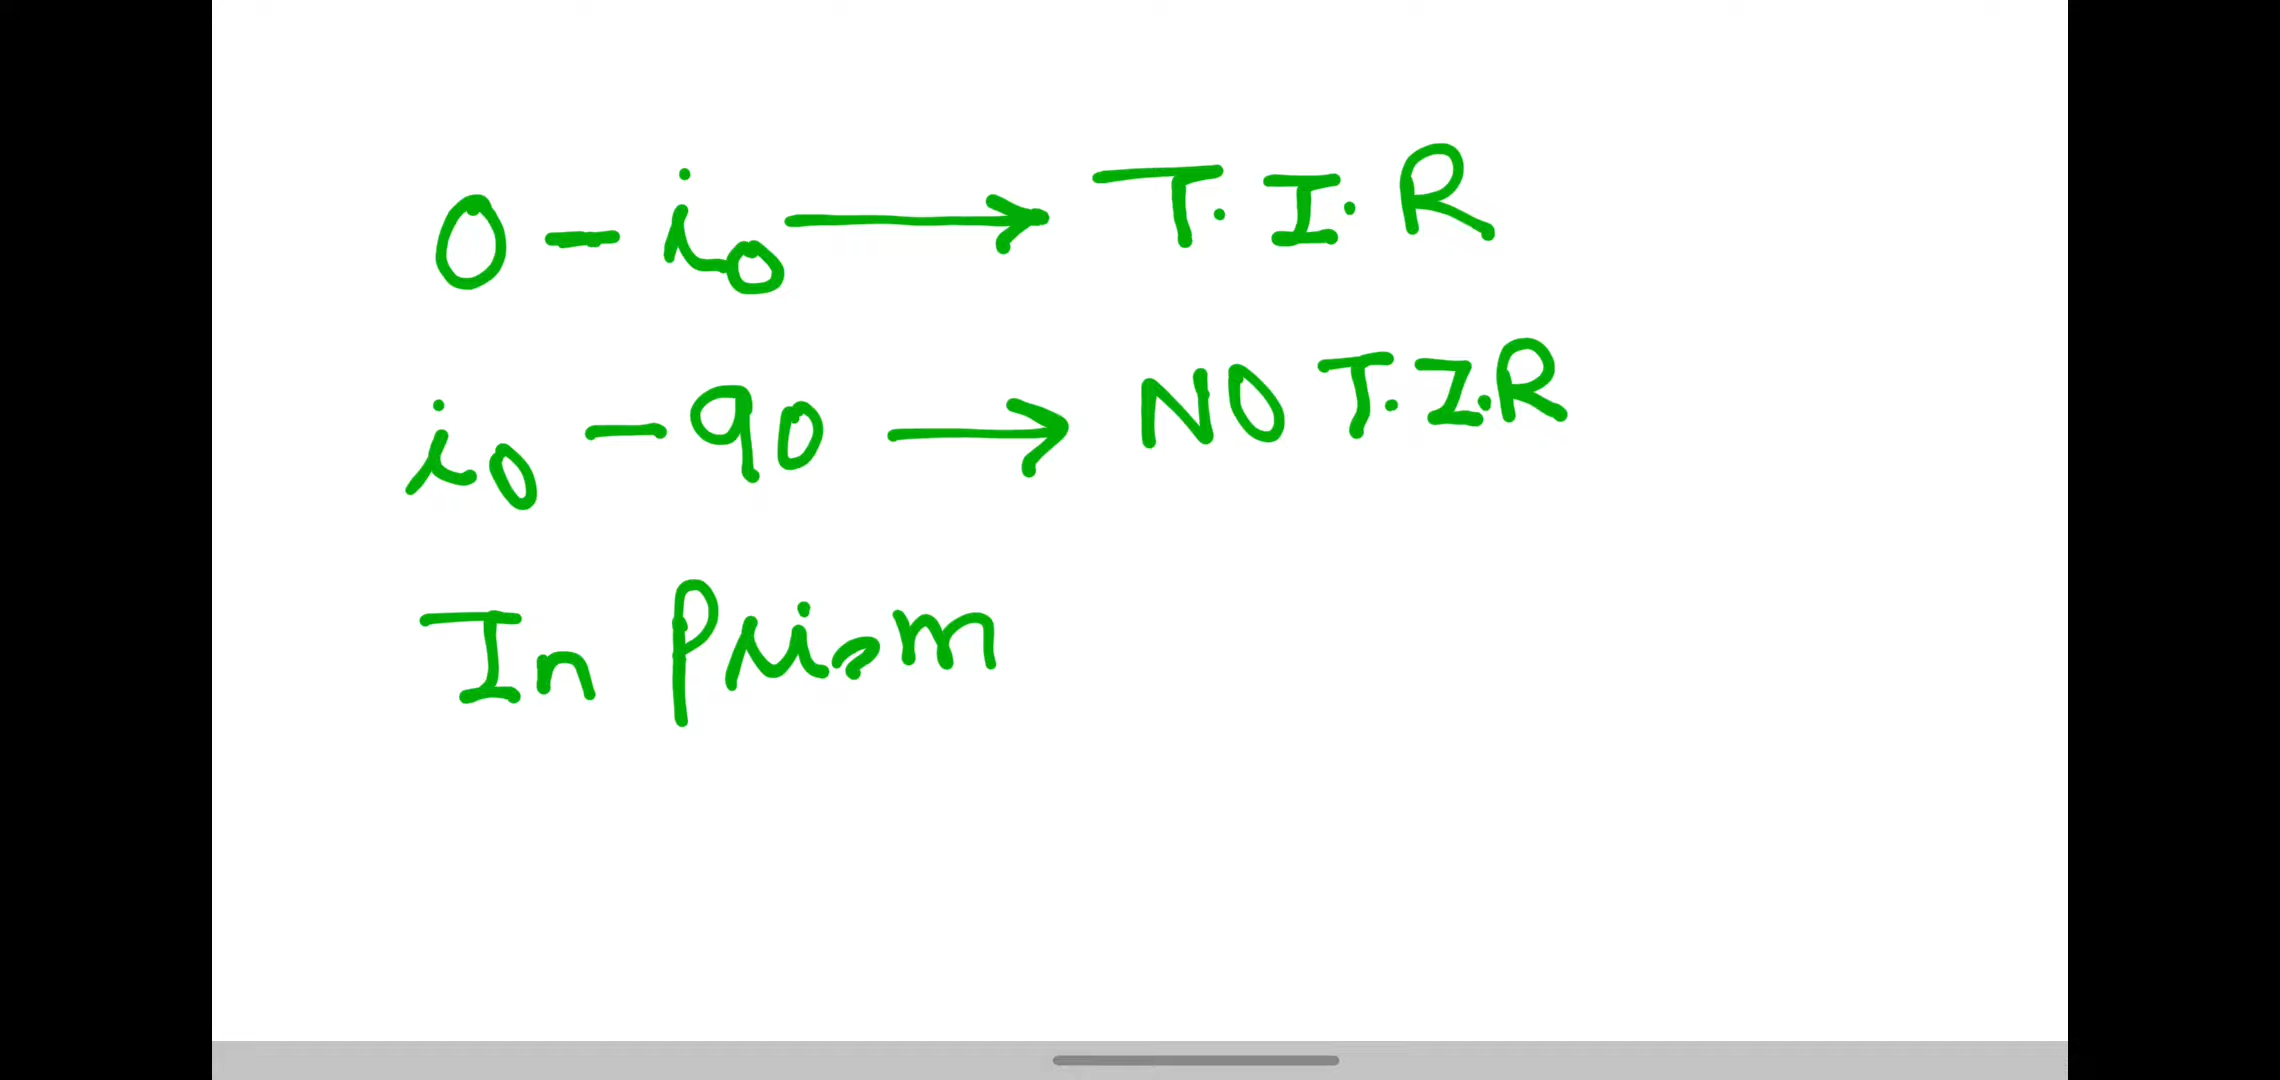 0 - i₀ → T.I.R
i₀ - 90 → NO T.I.R
In Prism